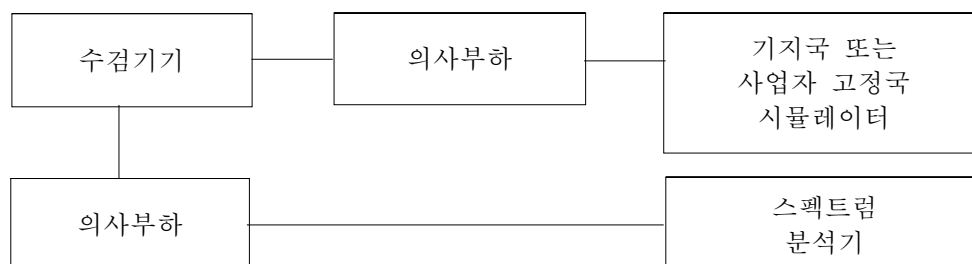 수검기기
의사부하
기지국 또는
사업자 고정국
시뮬레이터
의사부하
스펙트럼
분석기